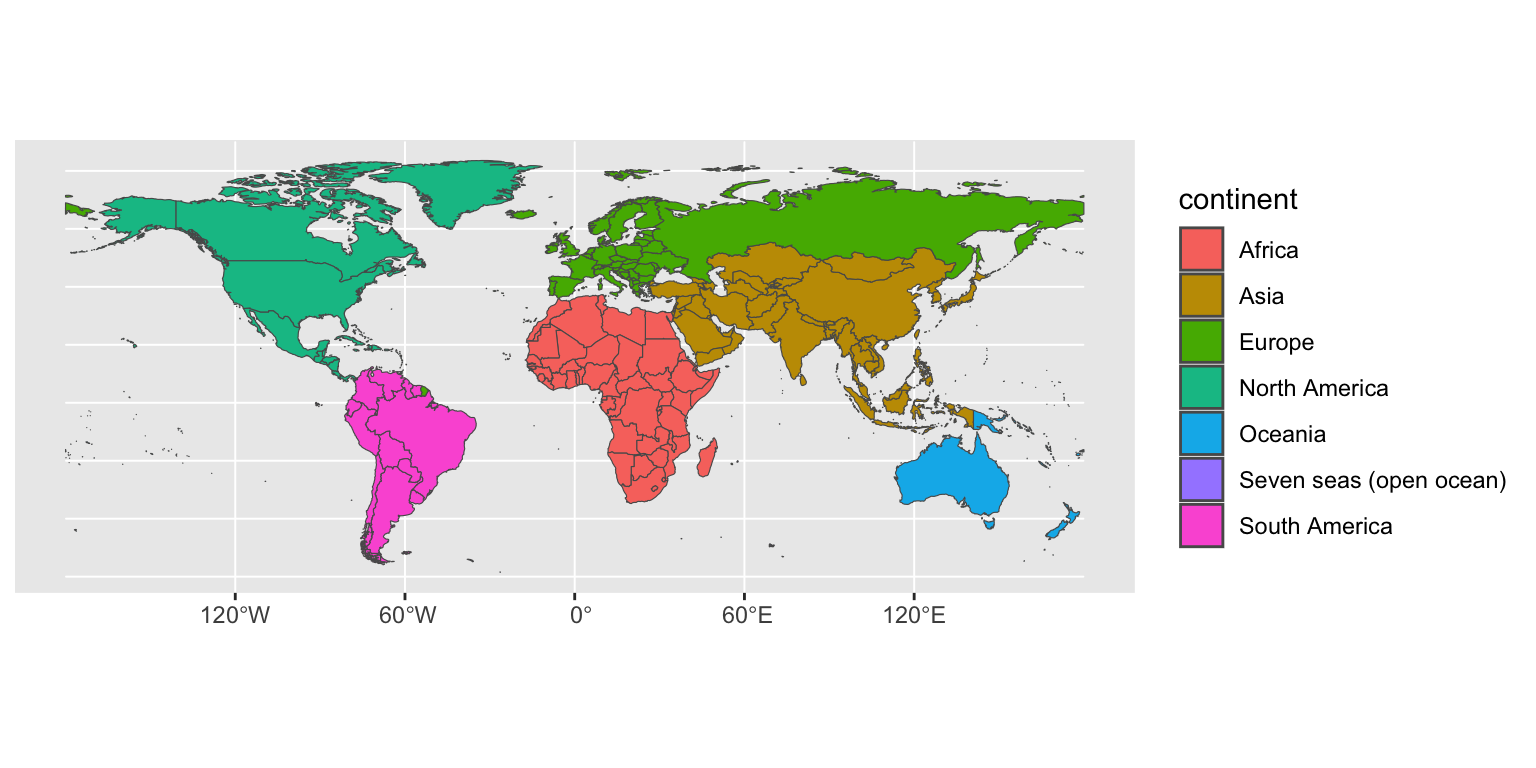 continent
Africa
Asia
Europe
North America
Oceania
Seven seas (open ocean)
South America
120°W 60°W 0° 60°E 120°E